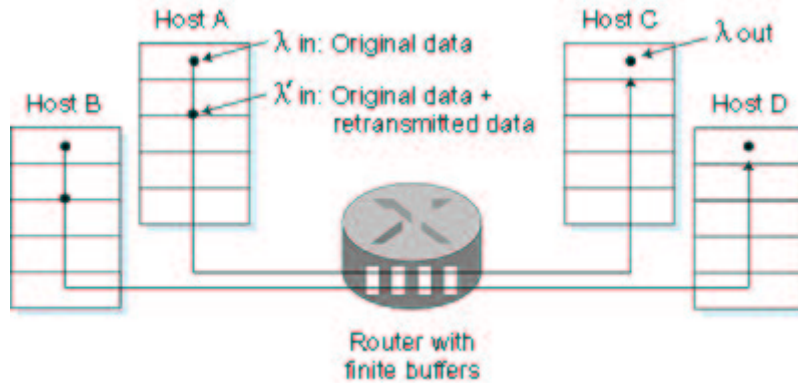 Host A
λ in: Original data
λ′ in: Original data +
retransmitted data
Host B
Host C
λ out
Host D
Router with
finite buffers